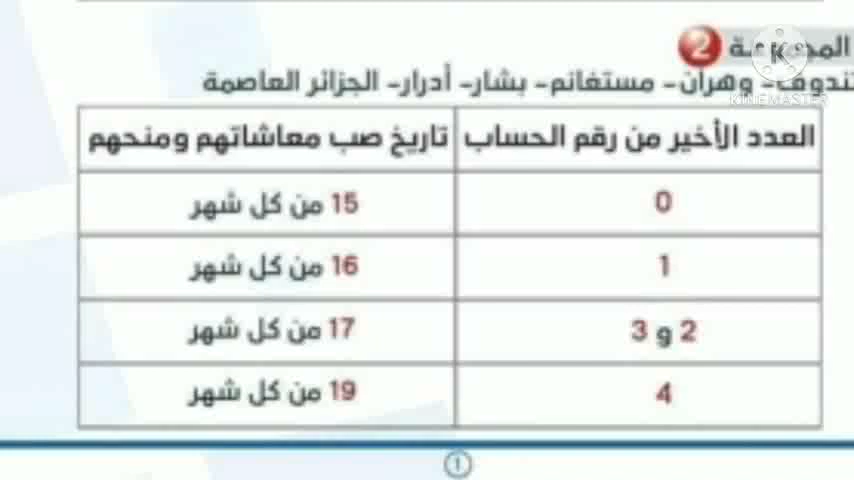 المجموعة 2
تندوف- وهران- مستغانم- بشار- أدرار- الجزائر العاصمة
KINEMASTER
العدد الأخير من رقم الحساب تاريخ صب معاشاتهم ومنحهم
0 15 من كل شهر
1 16 من كل شهر
2 و 3 17 من كل شهر
4 19 من كل شهر
1